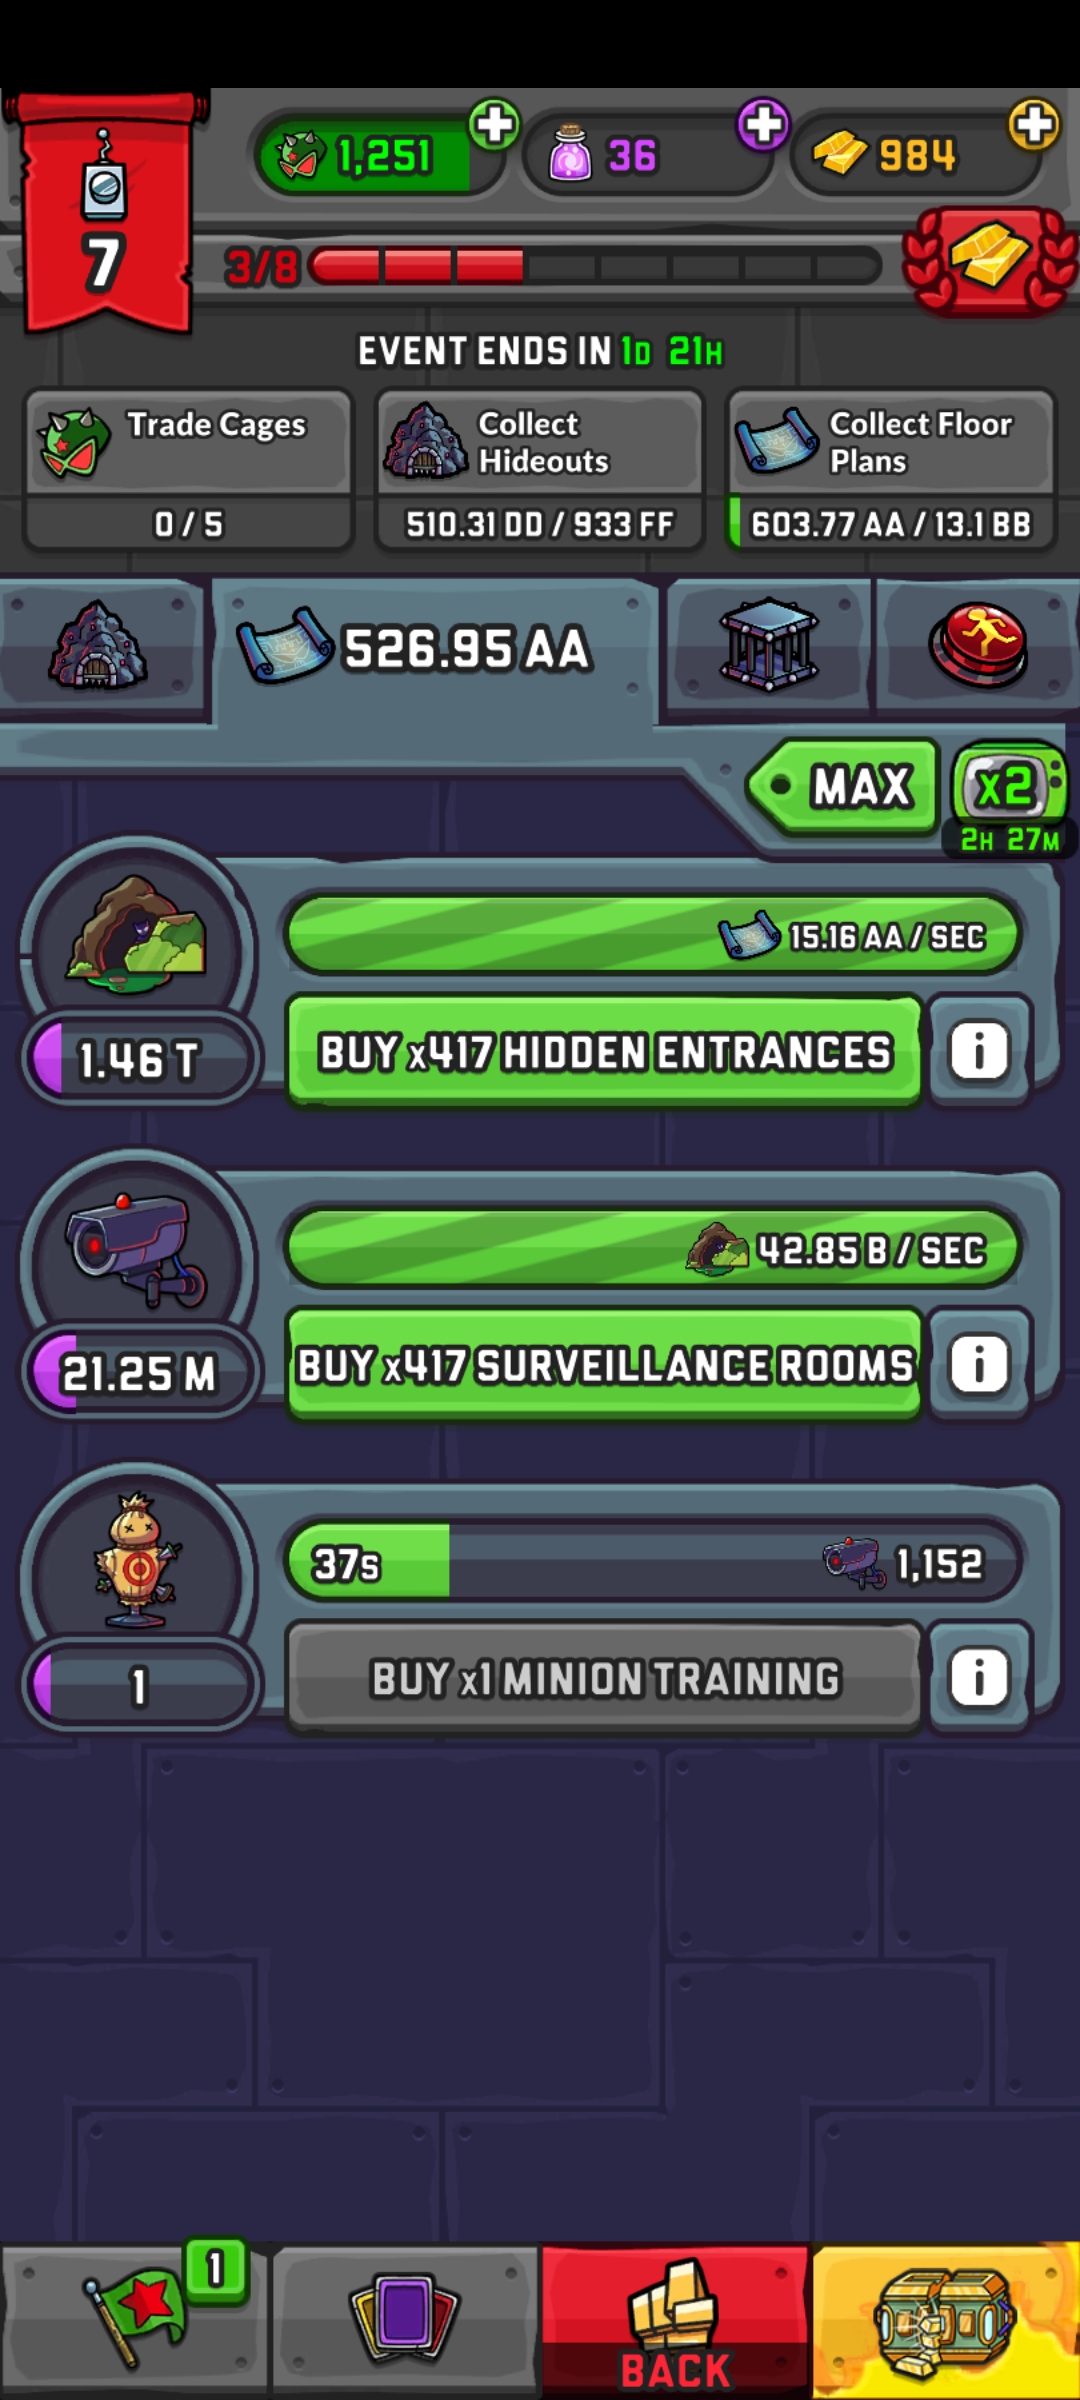 1,251
36
984
7
3/8
EVENT ENDS IN 1D 21H
Trade Cages
0 / 5
Collect
Hideouts
510.31 DD / 933 FF
Collect Floor
Plans
603.77 AA / 13.1 BB
526.95 AA
MAX
x2
2H 27M
15.16 AA / SEC
1.46 T
BUY x417 HIDDEN ENTRANCES
i
42.85 B / SEC
21.25 M
BUY x417 SURVEILLANCE ROOMS
i
37s
1,152
1
BUY x1 MINION TRAINING
i
1
BACK